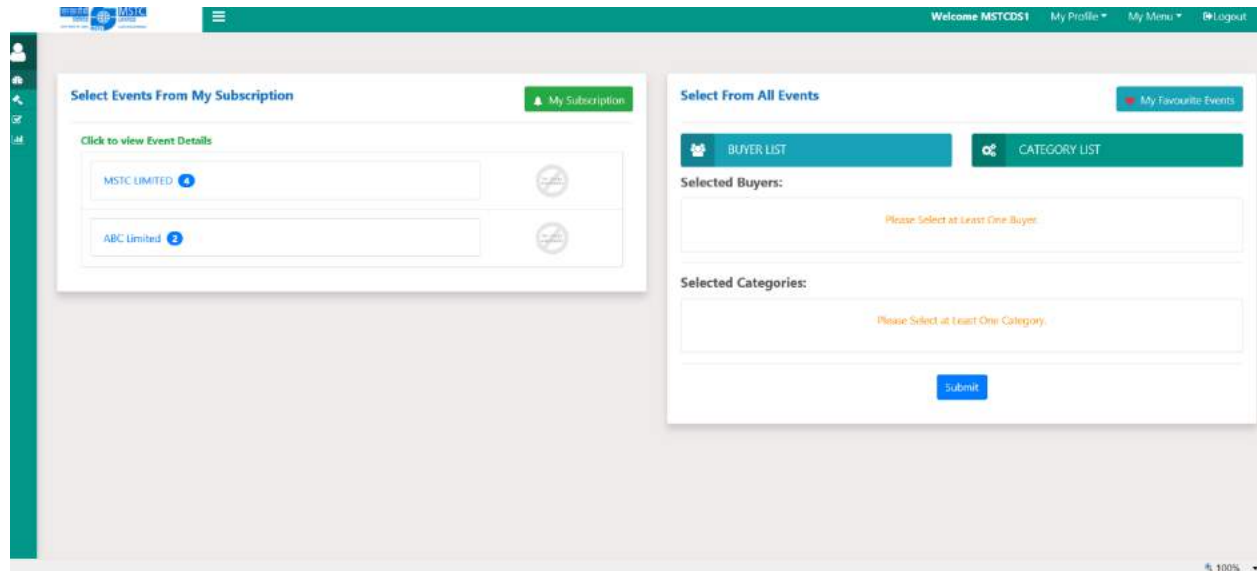 MSTC
Welcome MSTCDS1 My Profile My Menu Logout
Select Events From My Subscription
My Subscription
Click to view Event Details
MSTC LIMITED 4
ABC Limited 2
Select From All Events
My Favourite Events
BUYER LIST
CATEGORY LIST
Selected Buyers:
Please Select at Least One Buyer.
Selected Categories:
Please Select at Least One Category.
Submit
100%